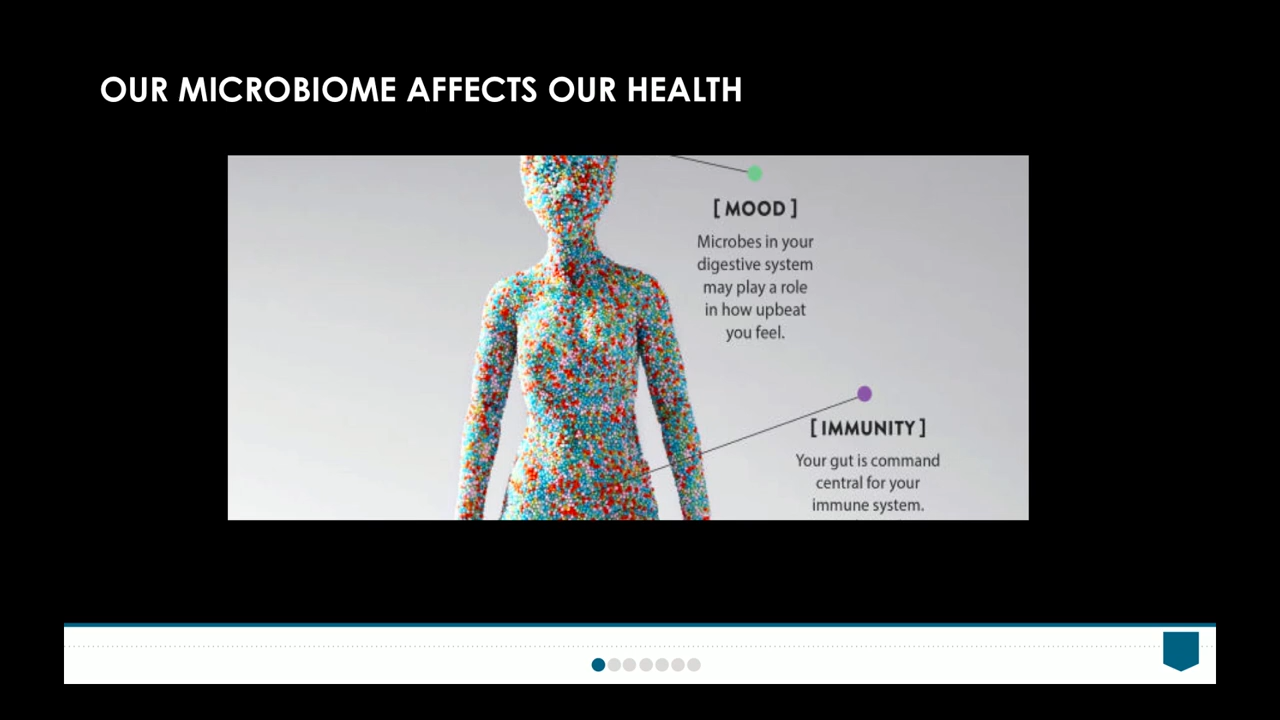 OUR MICROBIOME AFFECTS OUR HEALTH
[ MOOD ]
Microbes in your
digestive system
may play a role
in how upbeat
you feel.
[ IMMUNITY ]
Your gut is command
central for your
immune system.